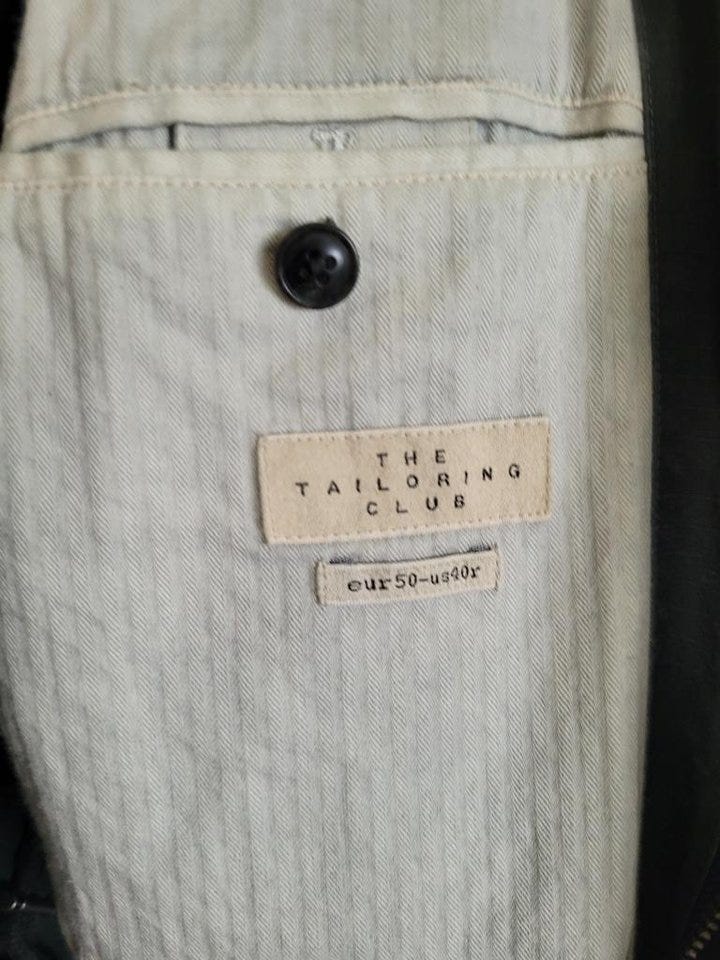 THE
TAILORING
CLUB
eur50-us40r